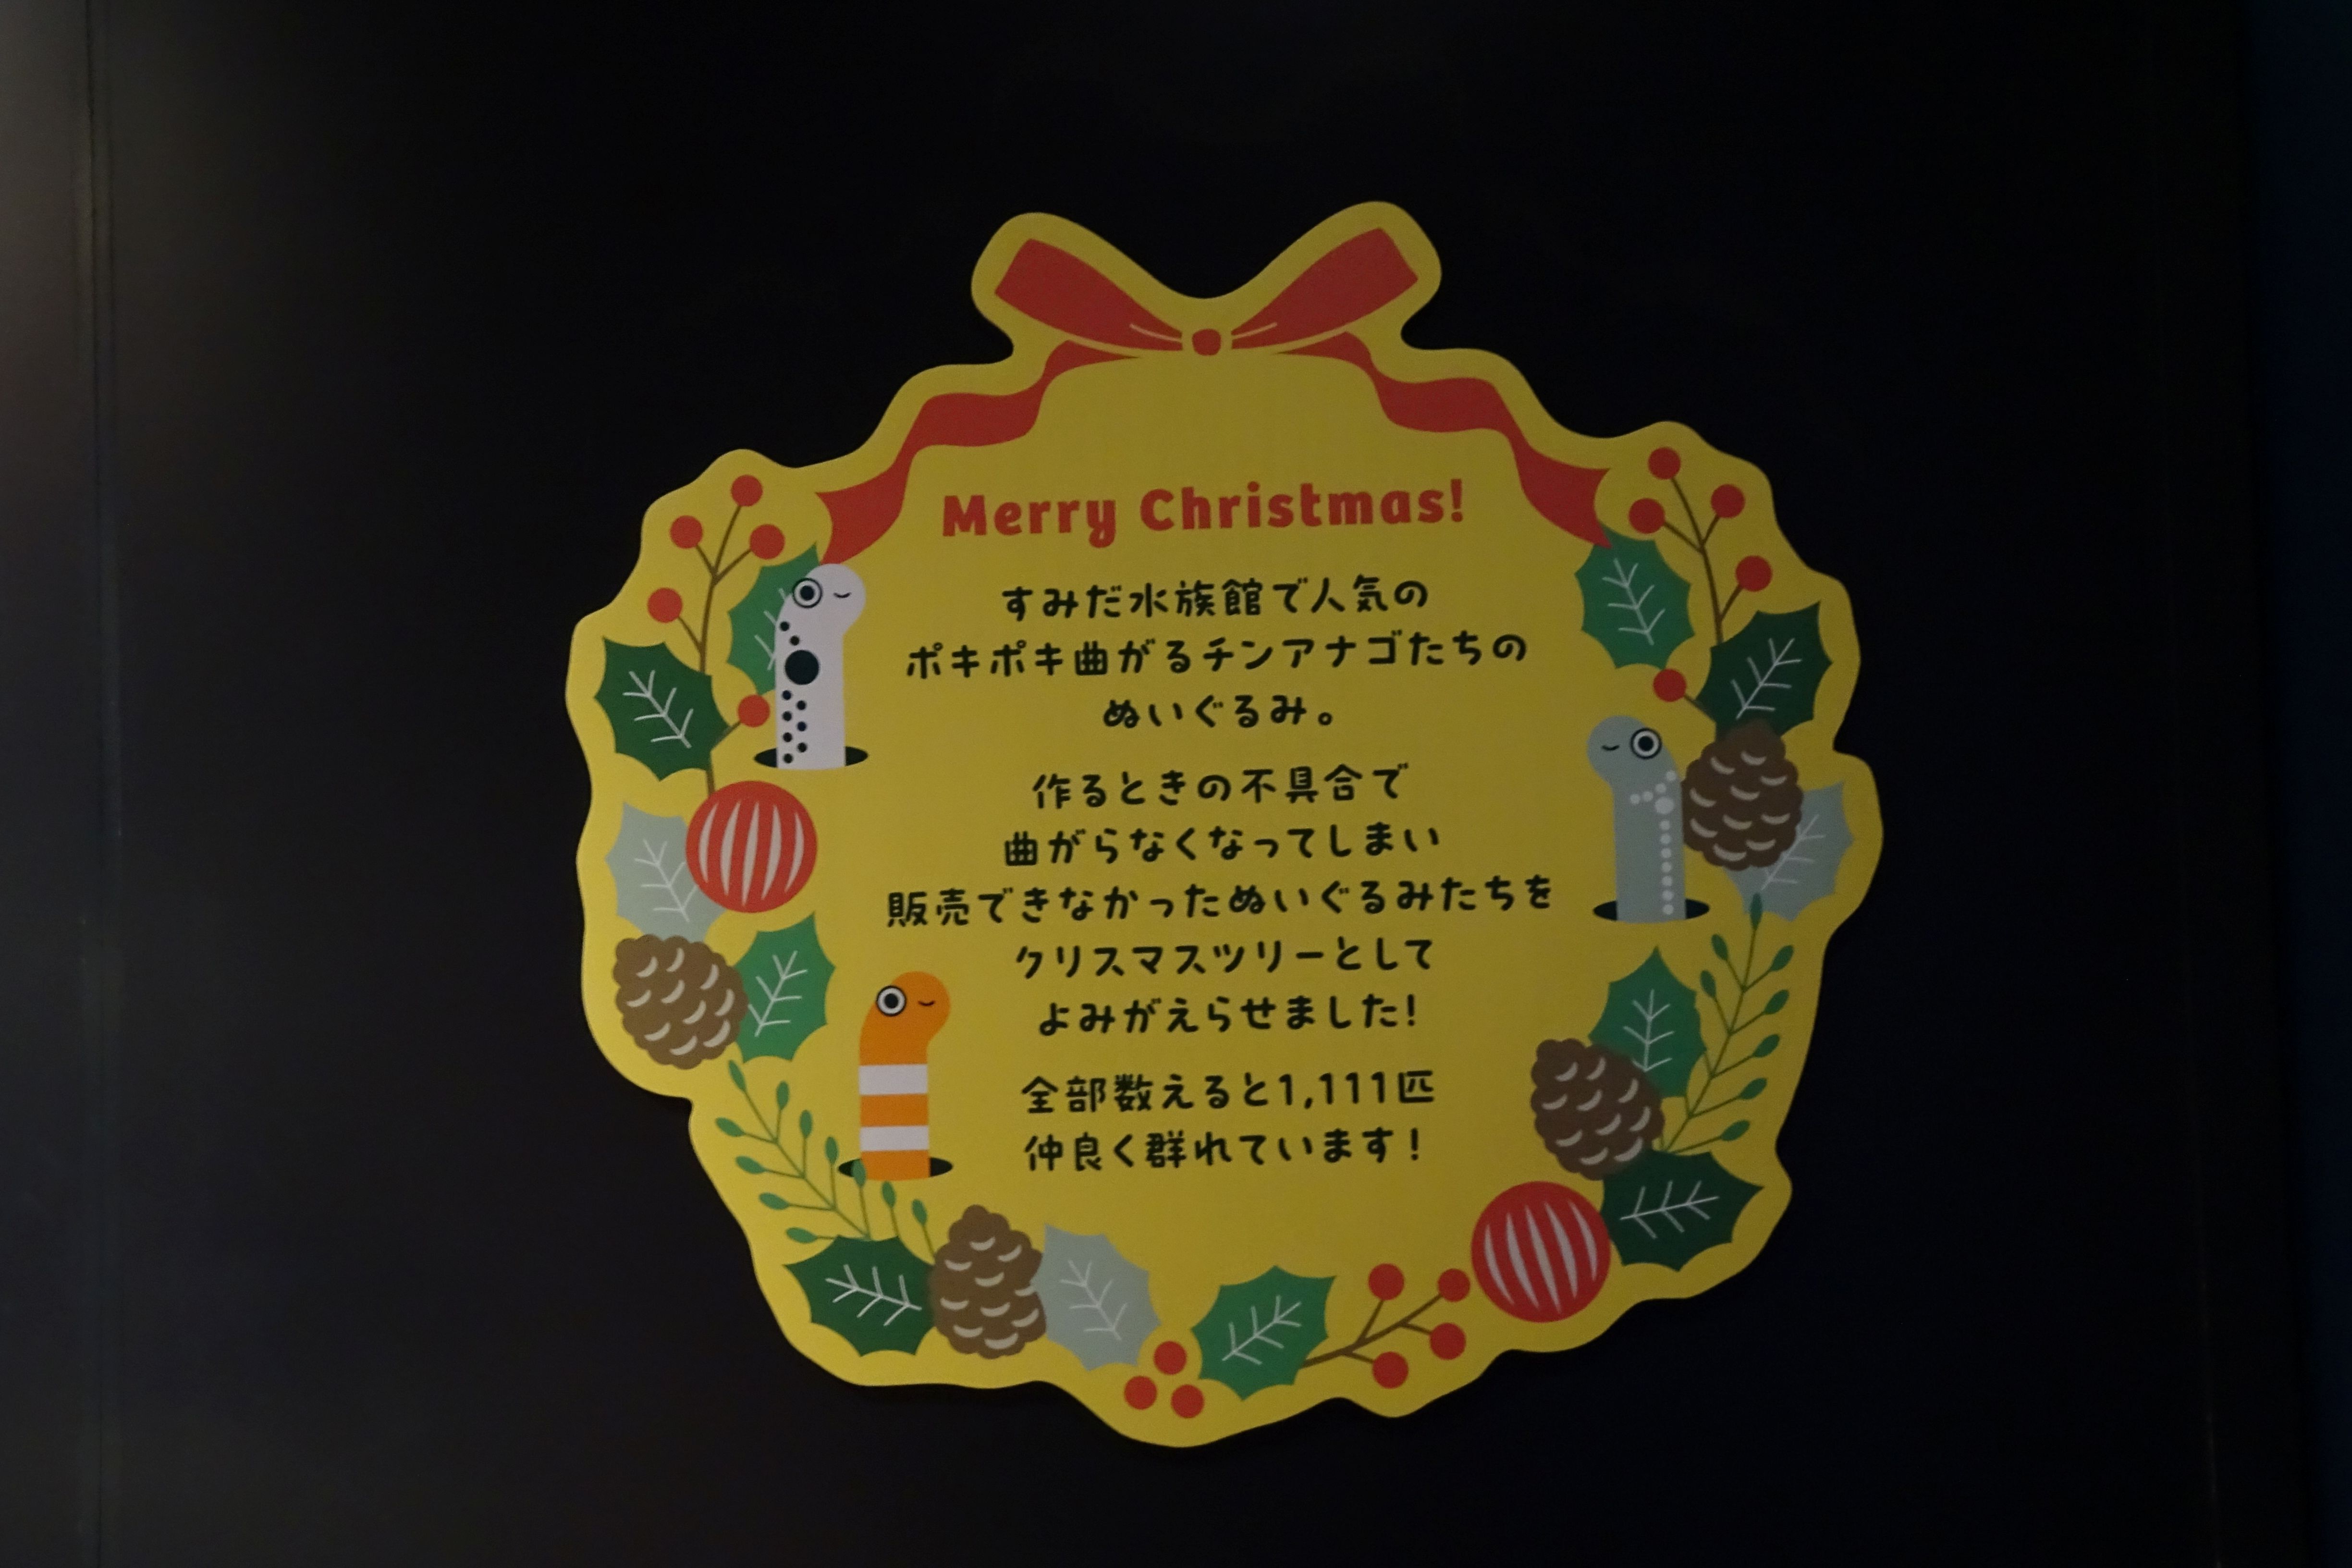 Merry Christmas!
すみだ水族館で人気の
ポキポキ曲がるチンアナゴたちの
ぬいぐるみ。
作るときの不具合で
曲がらなくなってしまい
販売できなかったぬいぐるみたちを
クリスマスツリーとして
よみがえらせました!
全部数えると1,111匹
仲良く群れています!